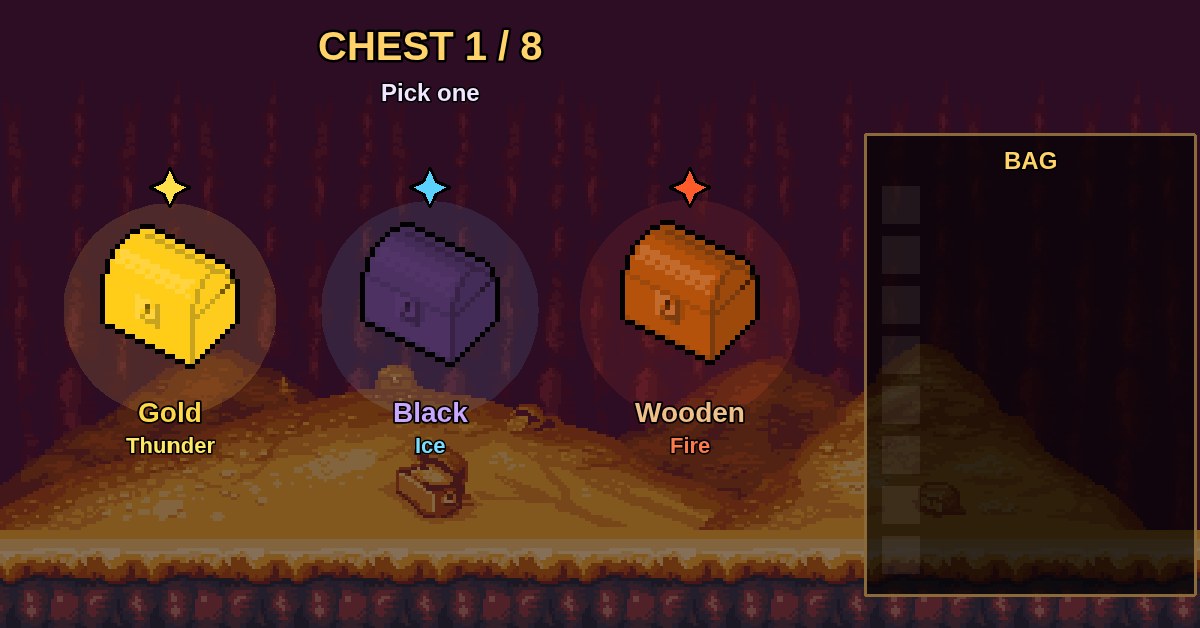 CHEST 1 / 8
Pick one
BAG
Gold
Black
Wooden
Thunder
Ice
Fire